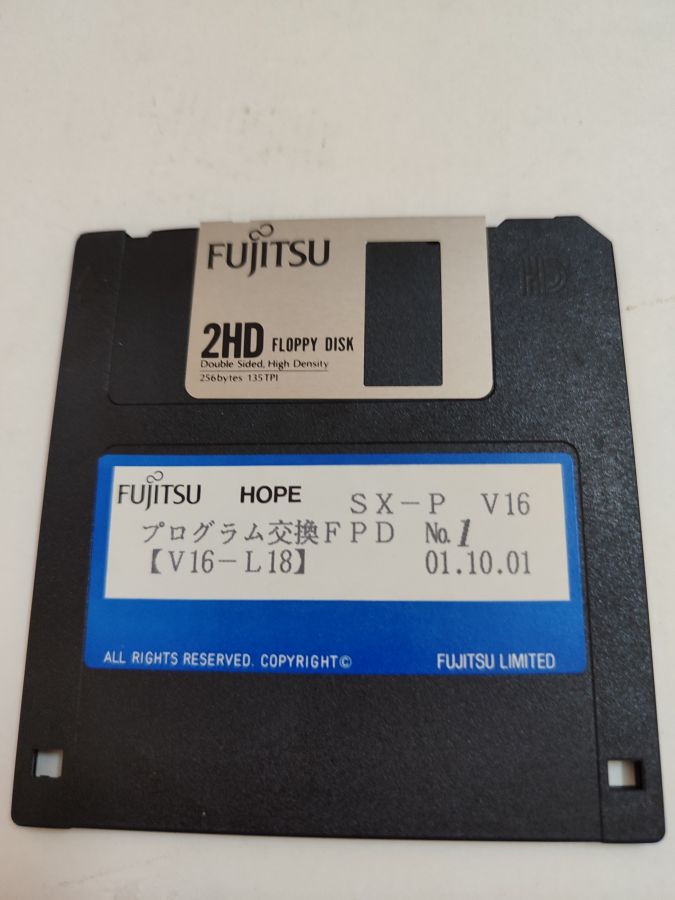 FUJITSU
2HD FLOPPY DISK
Double Sided, High Density
256bytes 135TPI
HD
FUJITSU HOPE SX-P V16
プログラム交換FPD No.1
【V16-L18】 01.10.01
ALL RIGHTS RESERVED. COPYRIGHT© FUJITSU LIMITED